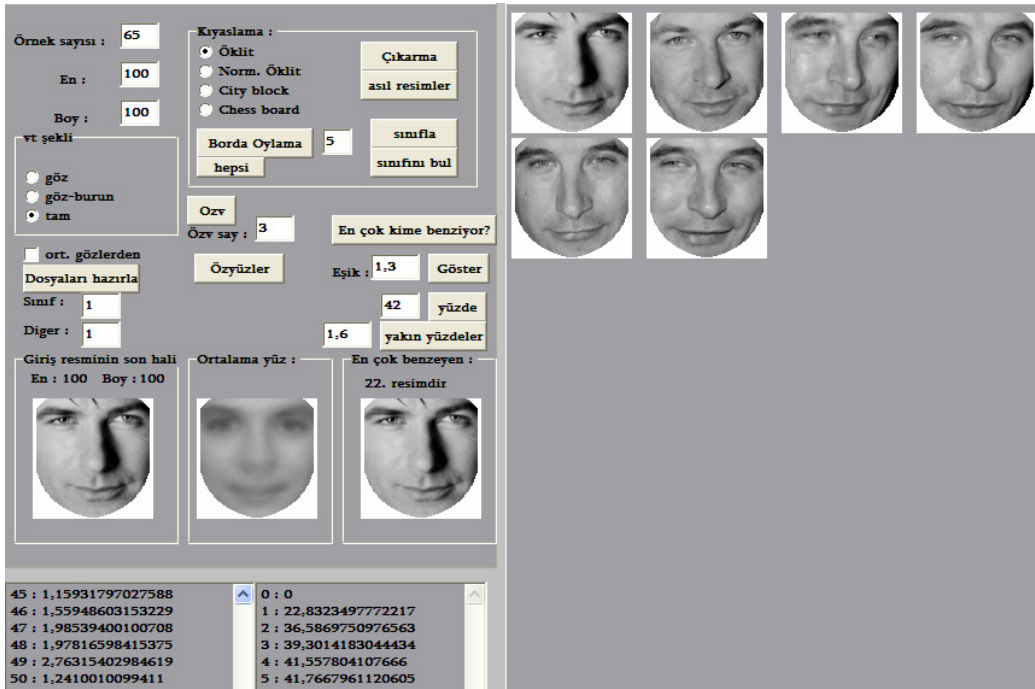 Örnek sayısı : 65
En : 100
Boy : 100
vt şekli
göz
göz-burun
tam
Kıyaslama :
Öklit
Norm. Öklit
City block
Chess board
Çıkarma
asıl resimler
Borda Oylama 5
hepsi
sınıfla
sınıfını bul
Ozv
Özv say : 3
Özyüzler
En çok kime benziyor?
Eşik : 1,3 Göster
42 yüzde
1,6 yakın yüzdeler
ort. gözlerden
Dosyaları hazırla
Sınıf : 1
Diger : 1
Giriş resminin son hali
En : 100 Boy : 100
Ortalama yüz :
En çok benzeyen :
22. resimdir
45 : 1,15931797027588
46 : 1,55948603153229
47 : 1,98539400100708
48 : 1,97816598415375
49 : 2,76315402984619
50 : 1,2410010099411
0 : 0
1 : 22,8323497772217
2 : 36,5869750976563
3 : 39,3014183044434
4 : 41,557804107666
5 : 41,7667961120605